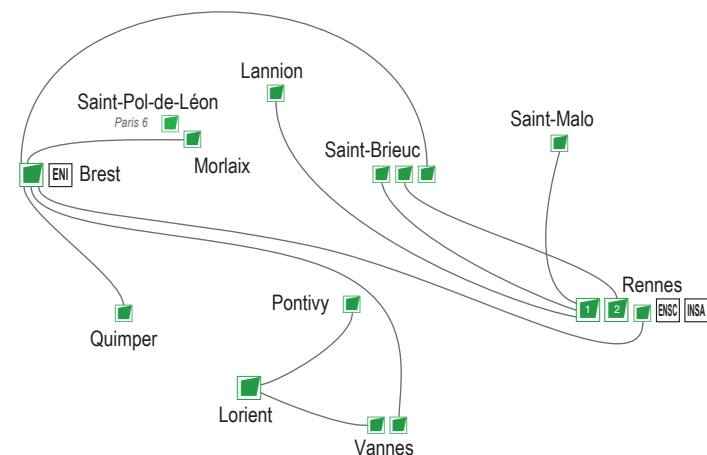 Lannion
Saint-Pol-de-Léon
Paris 6
Saint-Malo
Saint-Brieuc
Morlaix
ENI Brest
Rennes
1 2 ENSC INSA
Pontivy
Quimper
Lorient
Vannes